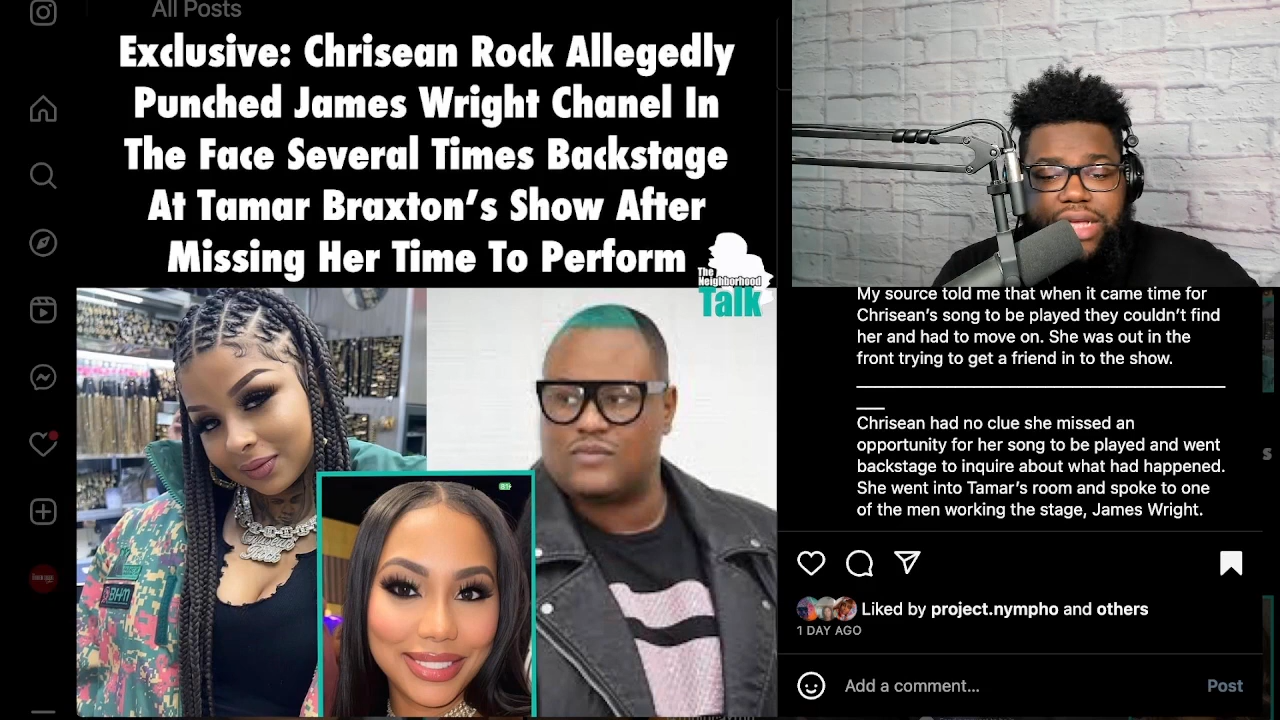 All Posts
Exclusive: Chrisean Rock Allegedly
Punched James Wright Chanel In
The Face Several Times Backstage
At Tamar Braxton's Show After
Missing Her Time To Perform
The
Neighborhood
Talk
My source told me that when it came time for
Chrisean's song to be played they couldn't find
her and had to move on. She was out in the
front trying to get a friend in to the show.
Chrisean had no clue she missed an
opportunity for her song to be played and went
backstage to inquire about what had happened.
She went into Tamar's room and spoke to one
of the men working the stage, James Wright.
Liked by project.nympho and others
1 DAY AGO
Add a comment...
Post